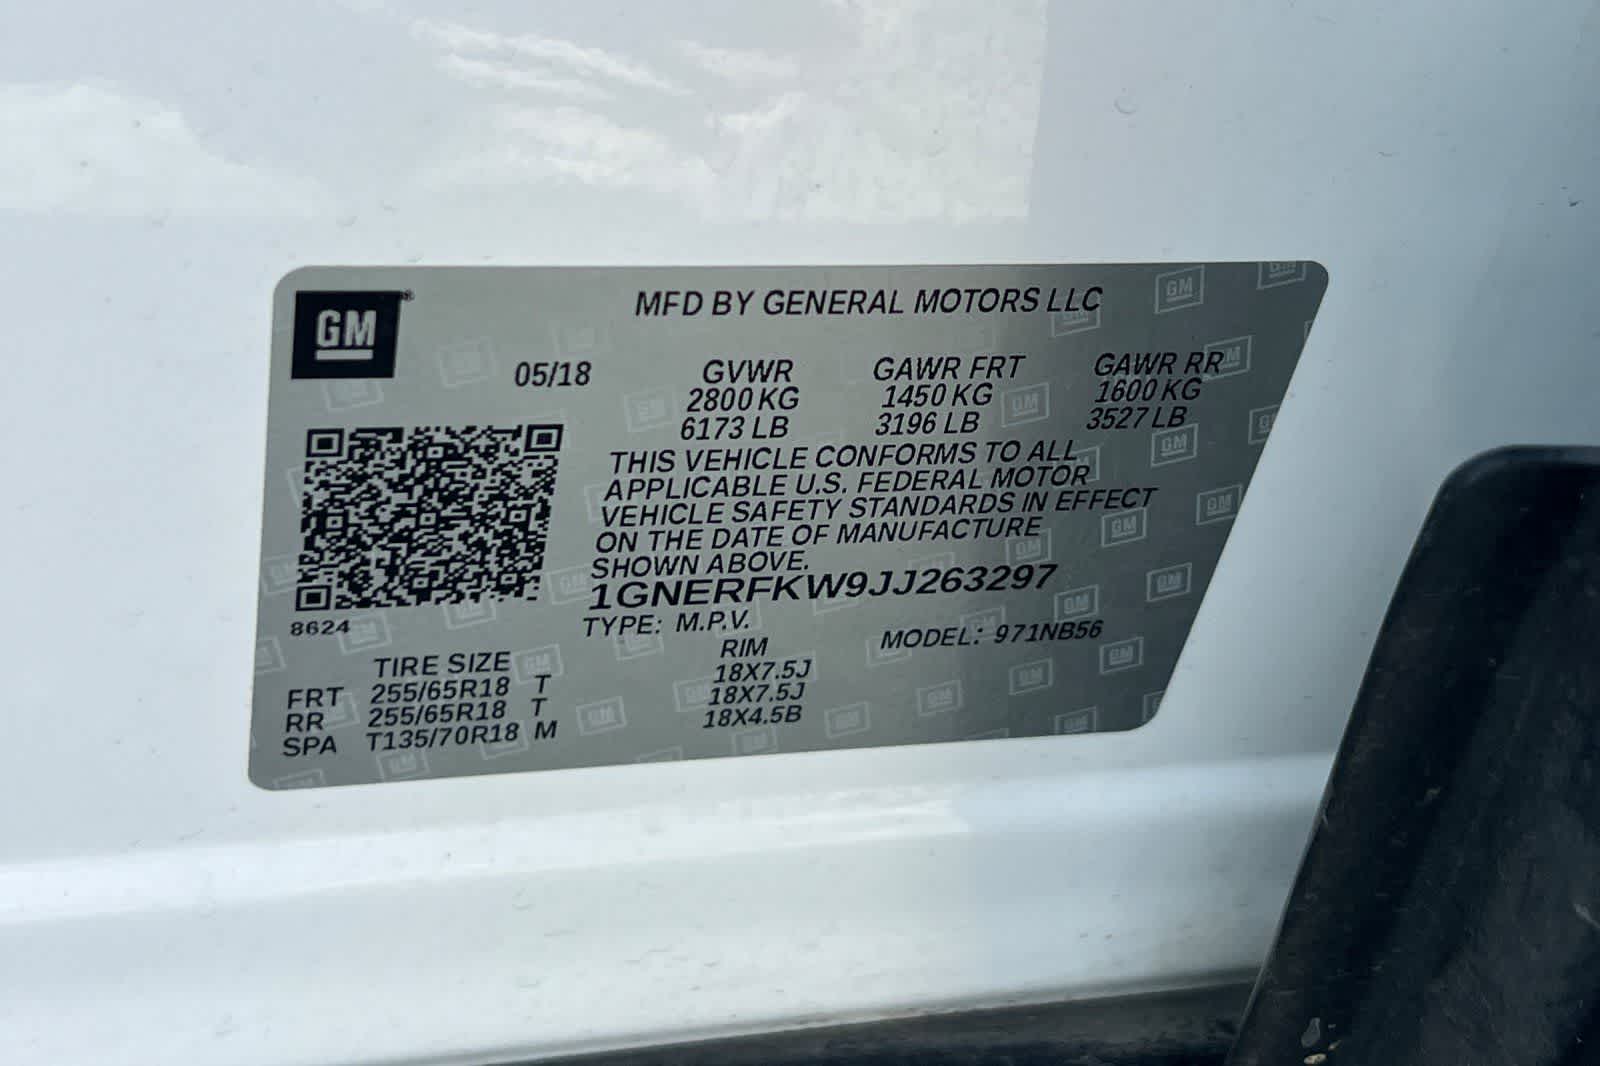 GM
MFD BY GENERAL MOTORS LLC
05/18
GVWR GAWR FRT GAWR RR
2800 KG 1450 KG 1600 KG
6173 LB 3196 LB 3527 LB
THIS VEHICLE CONFORMS TO ALL
APPLICABLE U.S. FEDERAL MOTOR
VEHICLE SAFETY STANDARDS IN EFFECT
ON THE DATE OF MANUFACTURE
SHOWN ABOVE.
1GNERFKW9JJ263297
8624
TYPE: M.P.V. MODEL: 971NB56
TIRE SIZE RIM
FRT 255/65R18 T 18X7.5J
RR 255/65R18 T 18X7.5J
SPA T135/70R18 M 18X4.5B